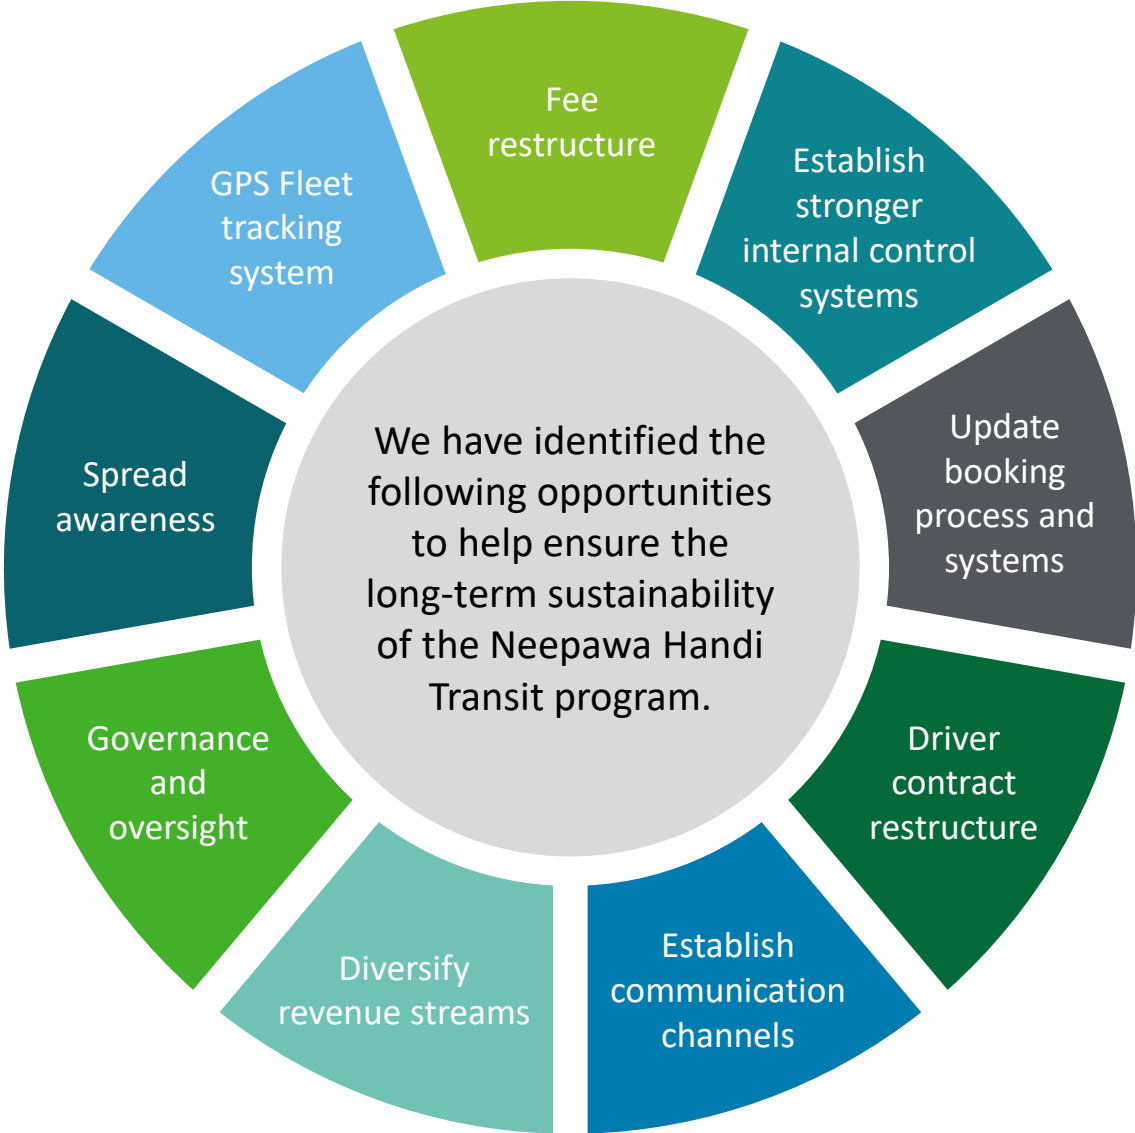 Fee
restructure
Establish
stronger
internal control
systems
Update
booking
process and
systems
Driver
contract
restructure
Establish
communication
channels
Diversify
revenue streams
Governance
and
oversight
Spread
awareness
GPS Fleet
tracking
system
We have identified the
following opportunities
to help ensure the
long-term sustainability
of the Neepawa Handi
Transit program.